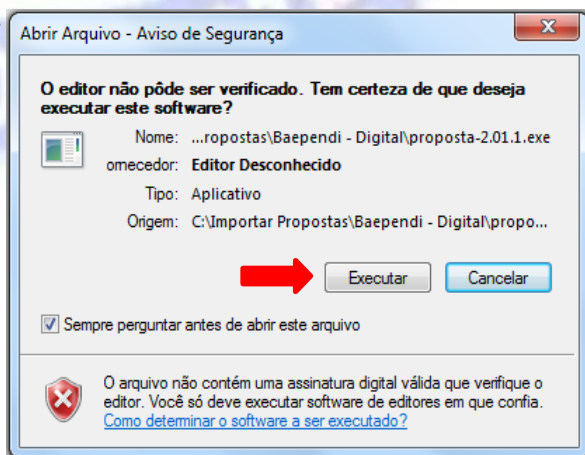 Abrir Arquivo - Aviso de Segurança
O editor não pôde ser verificado. Tem certeza de que deseja
executar este software?
Nome: ...ropostas\Baependi - Digital\proposta-2.01.1.exe
omecedor: Editor Desconhecido
Tipo: Aplicativo
Origem: C:\Importar Propostas\Baependi - Digital\propo...
Executar Cancelar
Sempre perguntar antes de abrir este arquivo
O arquivo não contém uma assinatura digital válida que verifique o
editor. Você só deve executar software de editores em que confia.
Como determinar o software a ser executado?